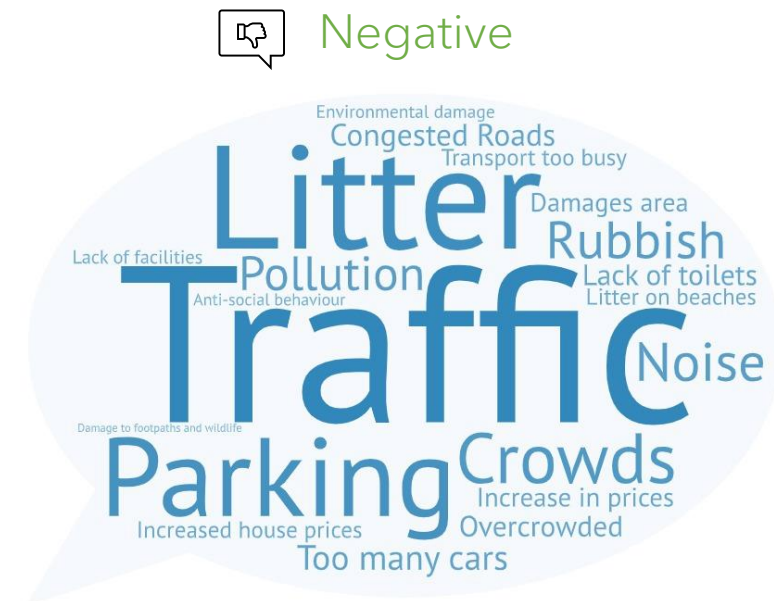 Negative
Environmental damage
Congested Roads
Transport too busy
Litter
Damages area
Rubbish
Lack of facilities
Pollution
Lack of toilets
Anti-social behaviour
Litter on beaches
Traffic
Noise
Damage to footpaths and wildlife
Parking
Crowds
Increase in prices
Increased house prices
Overcrowded
Too many cars